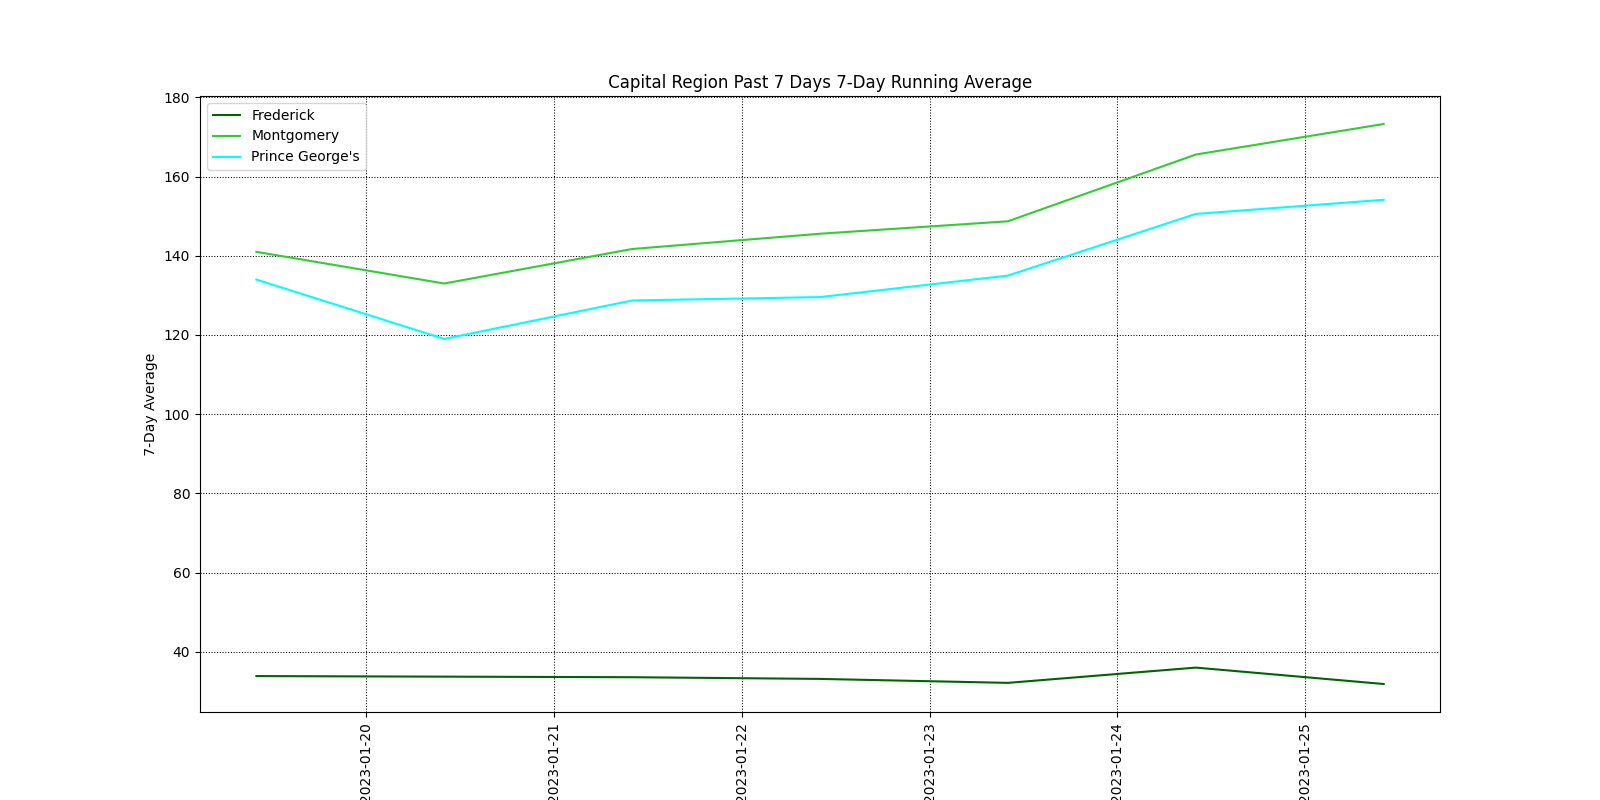 Capital Region Past 7 Days 7-Day Running Average
Frederick
Montgomery
Prince George's
7-Day Average
180
160
140
120
100
80
60
40
2023-01-20
2023-01-21
2023-01-22
2023-01-23
2023-01-24
2023-01-25